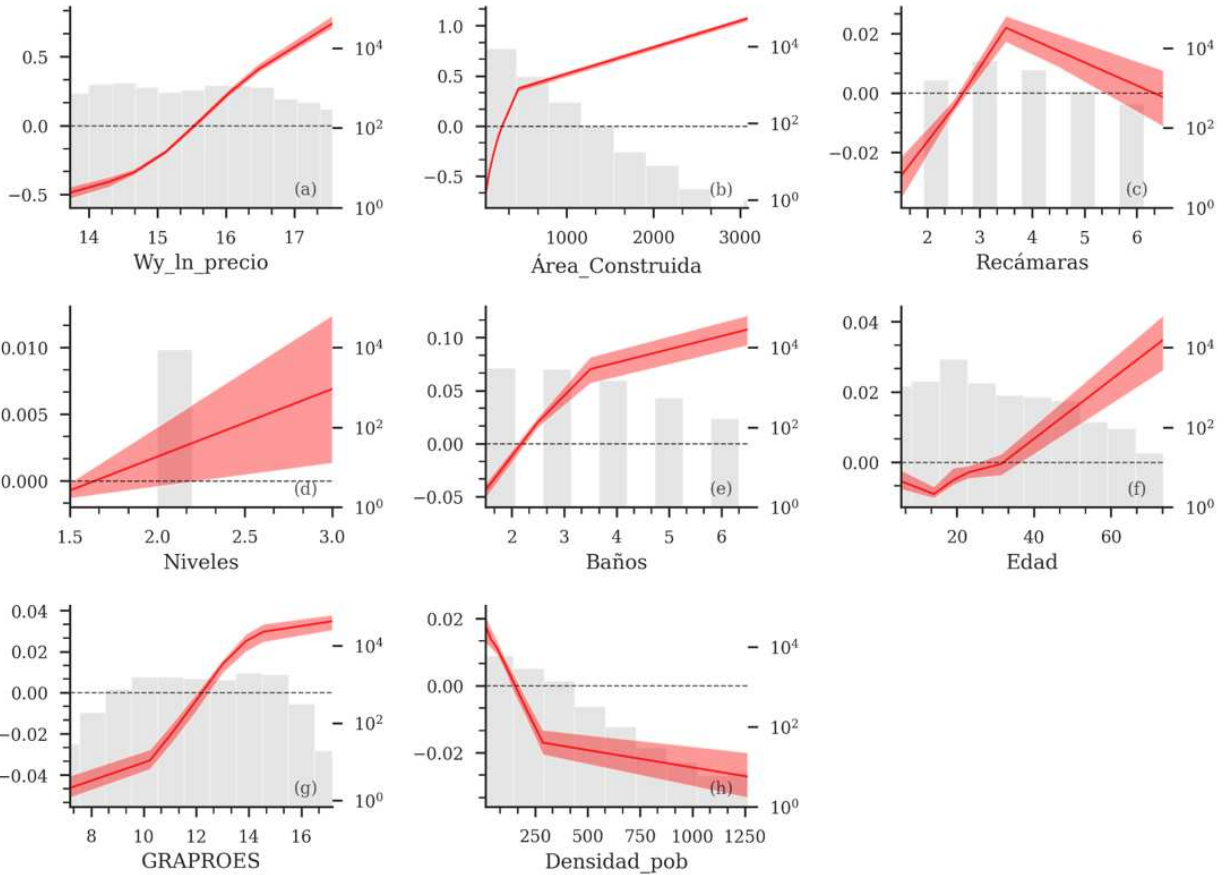 0.5
0.0
−0.5
10⁴
10²
10⁰
(a)
14 15 16 17
Wy_ln_precio
1.0
0.5
0.0
−0.5
10⁴
10²
10⁰
(b)
1000 2000 3000
Área_Construida
0.02
0.00
−0.02
10⁴
10²
10⁰
(c)
2 3 4 5 6
Recámaras
0.010
0.005
0.000
10⁴
10²
10⁰
(d)
1.5 2.0 2.5 3.0
Niveles
0.10
0.05
0.00
−0.05
10⁴
10²
10⁰
(e)
2 3 4 5 6
Baños
0.04
0.02
0.00
10⁴
10²
10⁰
(f)
20 40 60
Edad
0.04
0.02
0.00
−0.02
−0.04
10⁴
10²
10⁰
(g)
8 10 12 14 16
GRAPROES
0.02
0.00
−0.02
10⁴
10²
10⁰
(h)
250 500 750 1000 1250
Densidad_pob